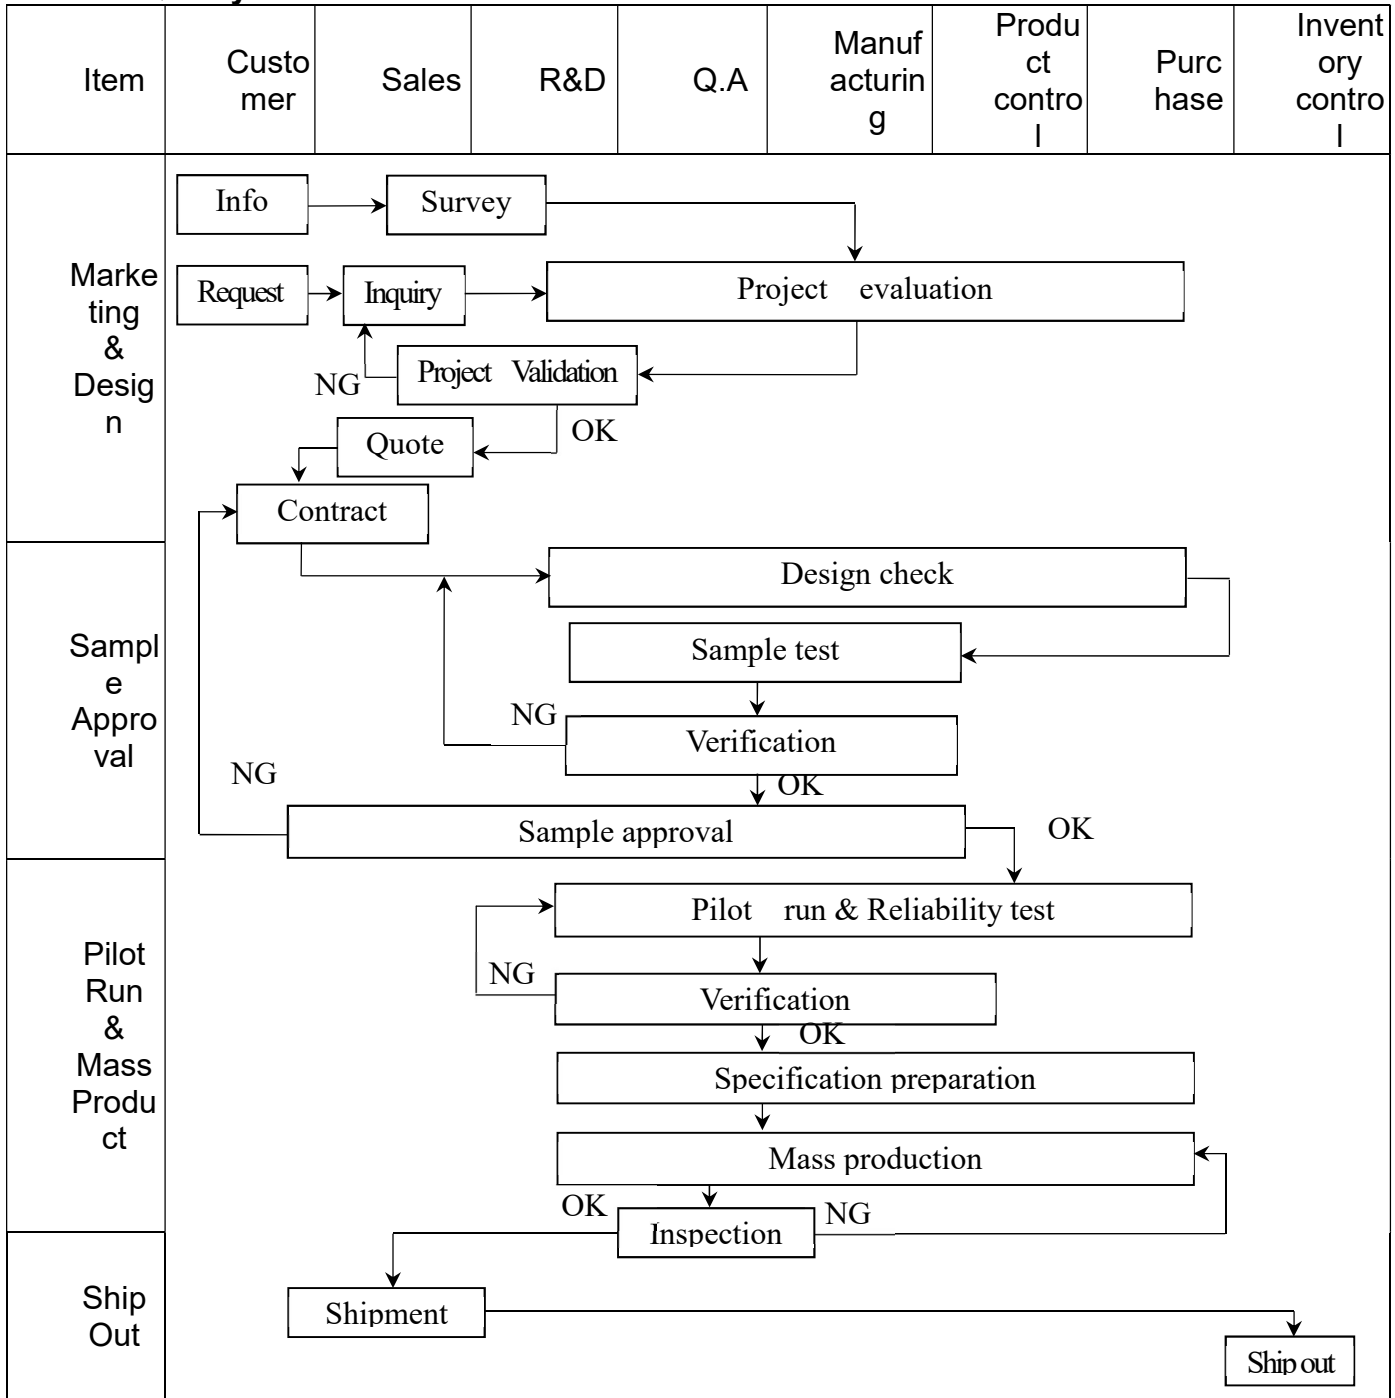 Item
Custo
mer
Sales
R&D
Q.A
Manuf
acturin
g
Produ
ct
contro
l
Purc
hase
Invent
ory
contro
l
Marke
ting
&
Desig
n
Info
Survey
Request
Inquiry
Project evaluation
NG
Project Validation
OK
Quote
Contract
Sampl
e
Appro
val
Design check
Sample test
NG
Verification
NG
OK
Sample approval
OK
Pilot
Run
&
Mass
Produ
ct
Pilot run & Reliability test
NG
Verification
OK
Specification preparation
Mass production
OK
Inspection
NG
Ship
Out
Shipment
Ship out